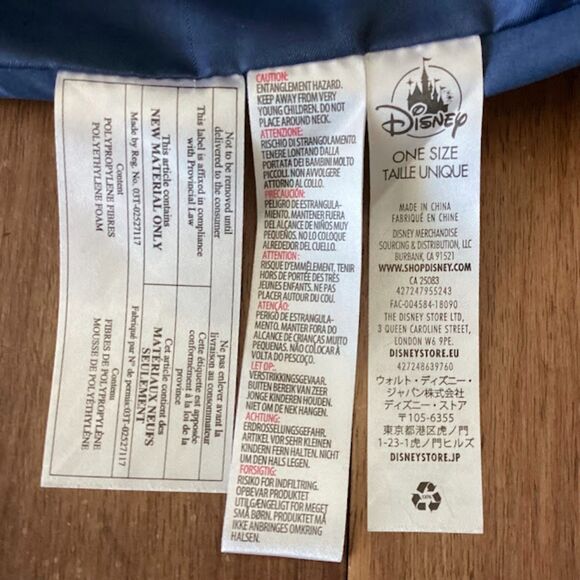 Not to be removed until
delivered to the consumer
This label is affixed in compliance
with Provincial Law
This article contains
NEW MATERIAL ONLY
Made by Reg. No. 03T-02527117
Content
POLYPROPYLENE FIBRES
POLYETHYLENE FOAM
Ne pas enlever avant
livraison au consommateur
Cette étiquette est apposée
conformément à la loi de la
province
Cet article contient des
MATÉRIAUX NEUFS
SEULEMENT
Fabriqué par N° de permis:03T-02527117
Contenu
FIBRES DE POLYPROPYLÈNE
MOUSSE DE POLYÉTHYLÈNE
CAUTION:
ENTANGLEMENT HAZARD.
KEEP AWAY FROM VERY
YOUNG CHILDREN. DO NOT
PLACE AROUND NECK.
ATTENZIONE:
RISCHIO DI STRANGOLAMENTO.
TENERE LONTANO DALLA
PORTATA DEI BAMBINI MOLTO
PICCOLI. NON AVVOLGERE
ATTORNO AL COLLO.
PRECAUCIÓN:
PELIGRO DE ESTRANGULA-
MIENTO. MANTENER FUERA
DEL ALCANCE DE NIÑOS MUY
PEQUEÑOS. NO LO COLOQUE
ALREDEDOR DEL CUELLO.
ATTENTION :
RISQUE D'EMMÊLEMENT. TENIR
HORS DE PORTÉE DES TRÈS
JEUNES ENFANTS. NE PAS
PLACER AUTOUR DU COU.
ATENÇÃO:
PERIGO DE ESTRANGULA-
MENTO. MANTER FORA DO
ALCANCE DE CRIANÇAS MUITO
PEQUENAS. NÃO COLOCAR À
VOLTA DO PESCOÇO.
LET OP:
VERSTRIKKINGSGEVAAR.
BUITEN BEREIK VAN ZEER
JONGE KINDEREN HOUDEN.
NIET OM DE NEK HANGEN.
ACHTUNG:
ERDROSSELUNGSGEFAHR.
ARTIKEL VOR SEHR KLEINEN
KINDERN FERN HALTEN. NICHT
UM DEN HALS LEGEN.
FORSIGTIG:
RISIKO FOR INDFILTRING.
OPBEVAR PRODUKTET
UTILGÆNGELIGT FOR MEGET
SMÅ BØRN. PRODUKTET MÅ
IKKE ANBRINGES OMKRING
HALSEN.
Disney
ONE SIZE
TAILLE UNIQUE
MADE IN CHINA
FABRIQUÉ EN CHINE
DISNEY MERCHANDISE
SOURCING & DISTRIBUTION, LLC
BURBANK, CA 91521
WWW.SHOPDISNEY.COM
CA 25083
427247955243
FAC-004584-18090
THE DISNEY STORE LTD
3 QUEEN CAROLINE STREET,
LONDON W6 9PE.
DISNEYSTORE.EU
427248639760
ウォルト・ディズニー・
ジャパン株式会社
ディズニー・ストア
〒105-6355
東京都港区虎ノ門
1-23-1虎ノ門ヒルズ
DISNEYSTORE.JP
100%